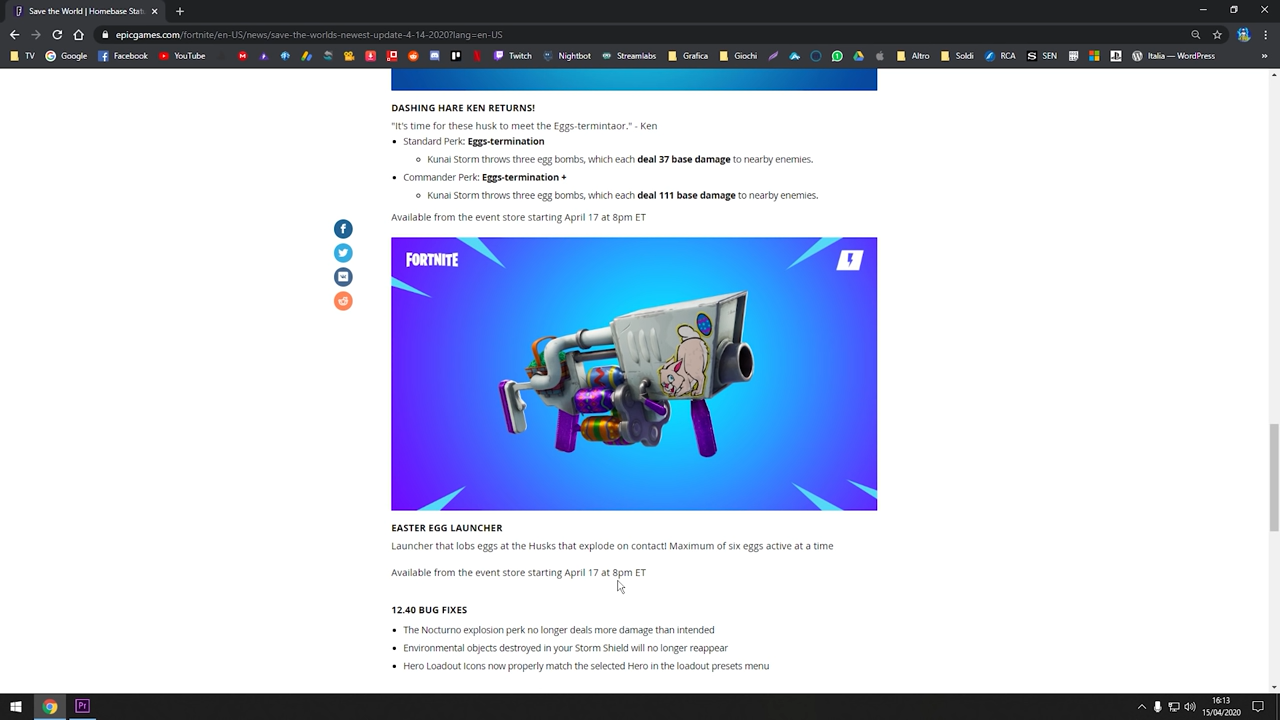 Save the World | Homebase Stat
epicgames.com/fortnite/en-US/news/save-the-worlds-newest-update-4-14-2020?lang=en-US
TV Google Facebook YouTube Twitch Nightbot Streamlabs Grafica Giochi Altro Soldi RCA SEN Italia — WordPress
DASHING HARE KEN RETURNS!
"It's time for these husk to meet the Eggs-termintaor." - Ken
Standard Perk: Eggs-termination
Kunai Storm throws three egg bombs, which each deal 37 base damage to nearby enemies.
Commander Perk: Eggs-termination +
Kunai Storm throws three egg bombs, which each deal 111 base damage to nearby enemies.
Available from the event store starting April 17 at 8pm ET
FORTNITE
EASTER EGG LAUNCHER
Launcher that lobs eggs at the Husks that explode on contact! Maximum of six eggs active at a time
Available from the event store starting April 17 at 8pm ET
12.40 BUG FIXES
The Nocturno explosion perk no longer deals more damage than intended
Environmental objects destroyed in your Storm Shield will no longer reappear
Hero Loadout Icons now properly match the selected Hero in the loadout presets menu
Pr
16:13
15/04/2020